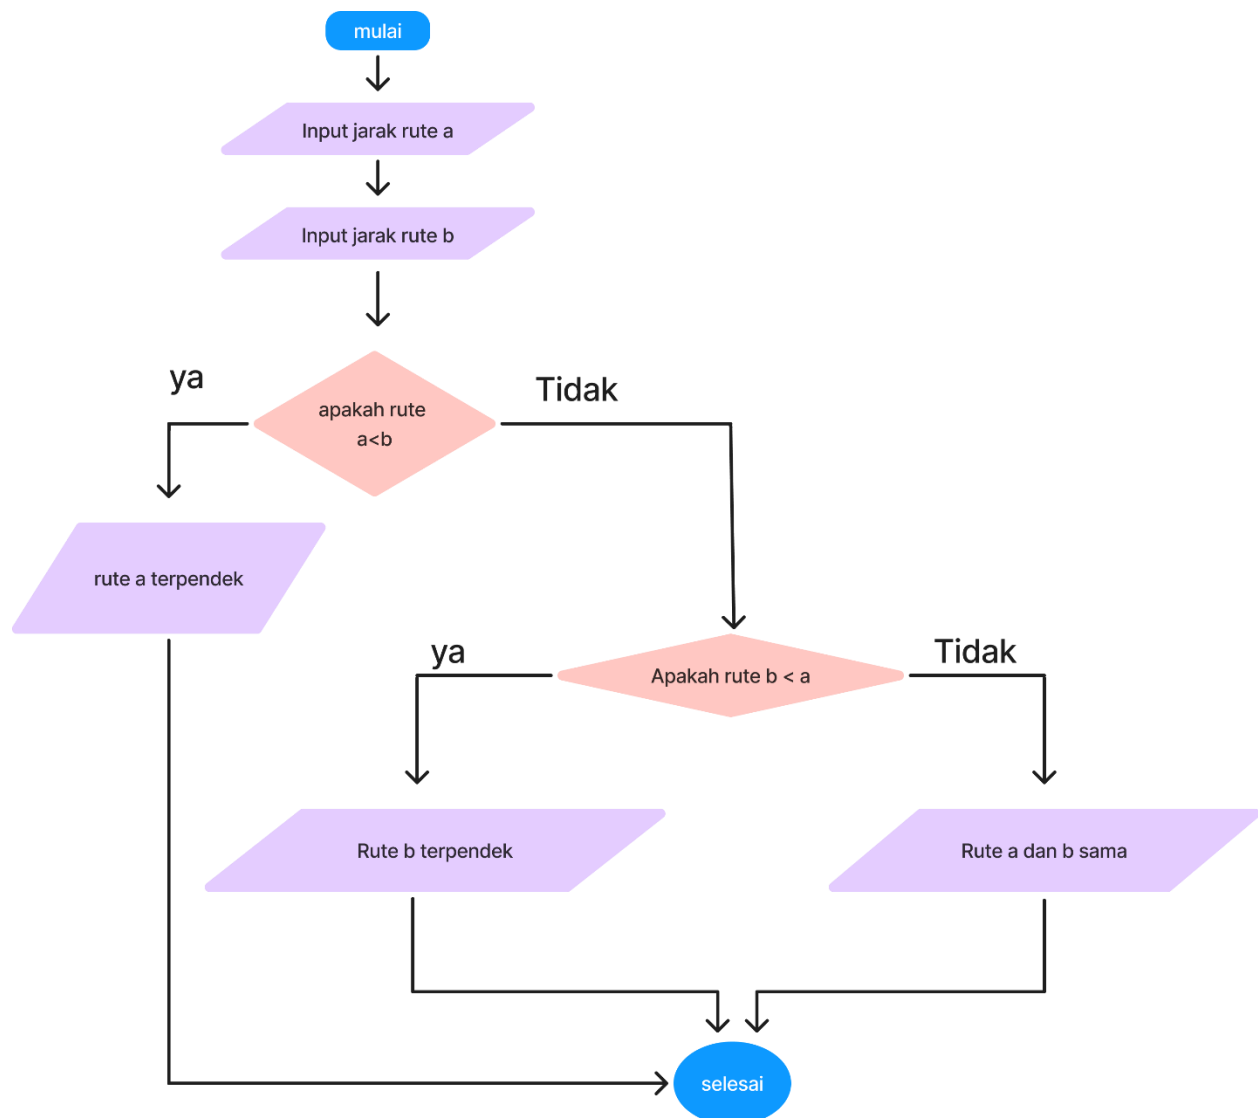 mulai
Input jarak rute a
Input jarak rute b
ya
Tidak
apakah rute
a<b
rute a terpendek
ya
Tidak
Apakah rute b < a
Rute b terpendek
Rute a dan b sama
selesai